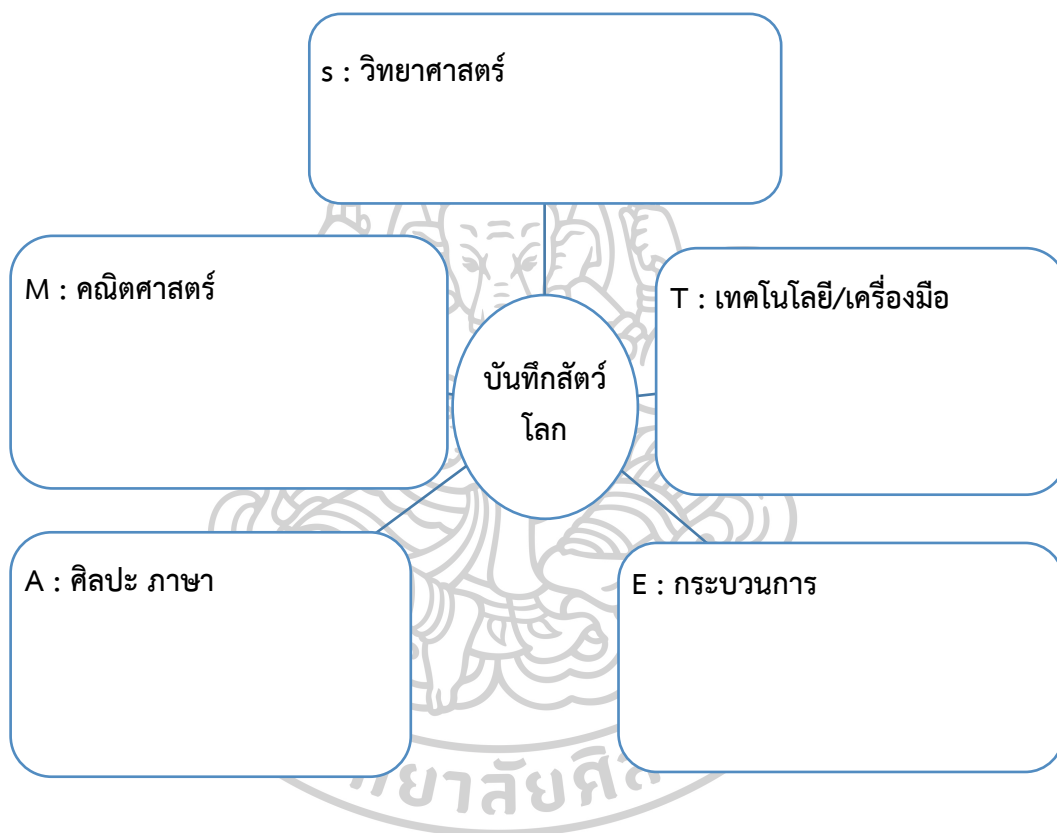 s : วิทยาศาสตร์
M : คณิตศาสตร์
T : เทคโนโลยี/เครื่องมือ
บันทึกสัตว์
โลก
A : ศิลปะ ภาษา
E : กระบวนการ